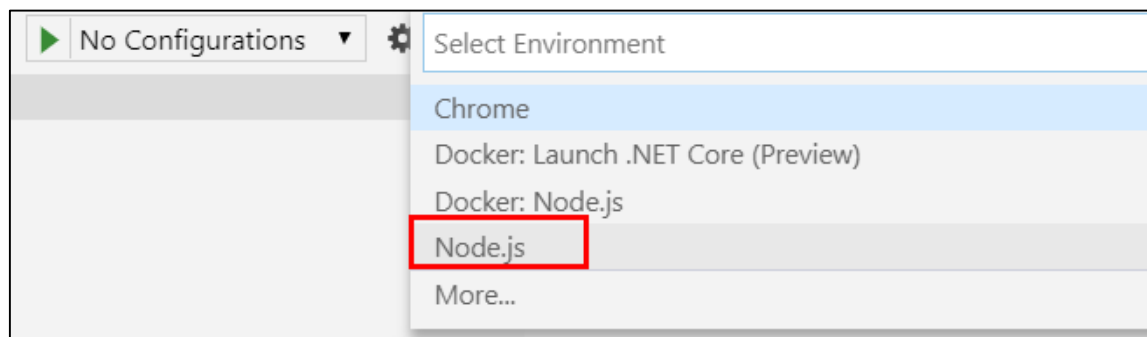 No Configurations
Select Environment
Chrome
Docker: Launch .NET Core (Preview)
Docker: Node.js
Node.js
More...